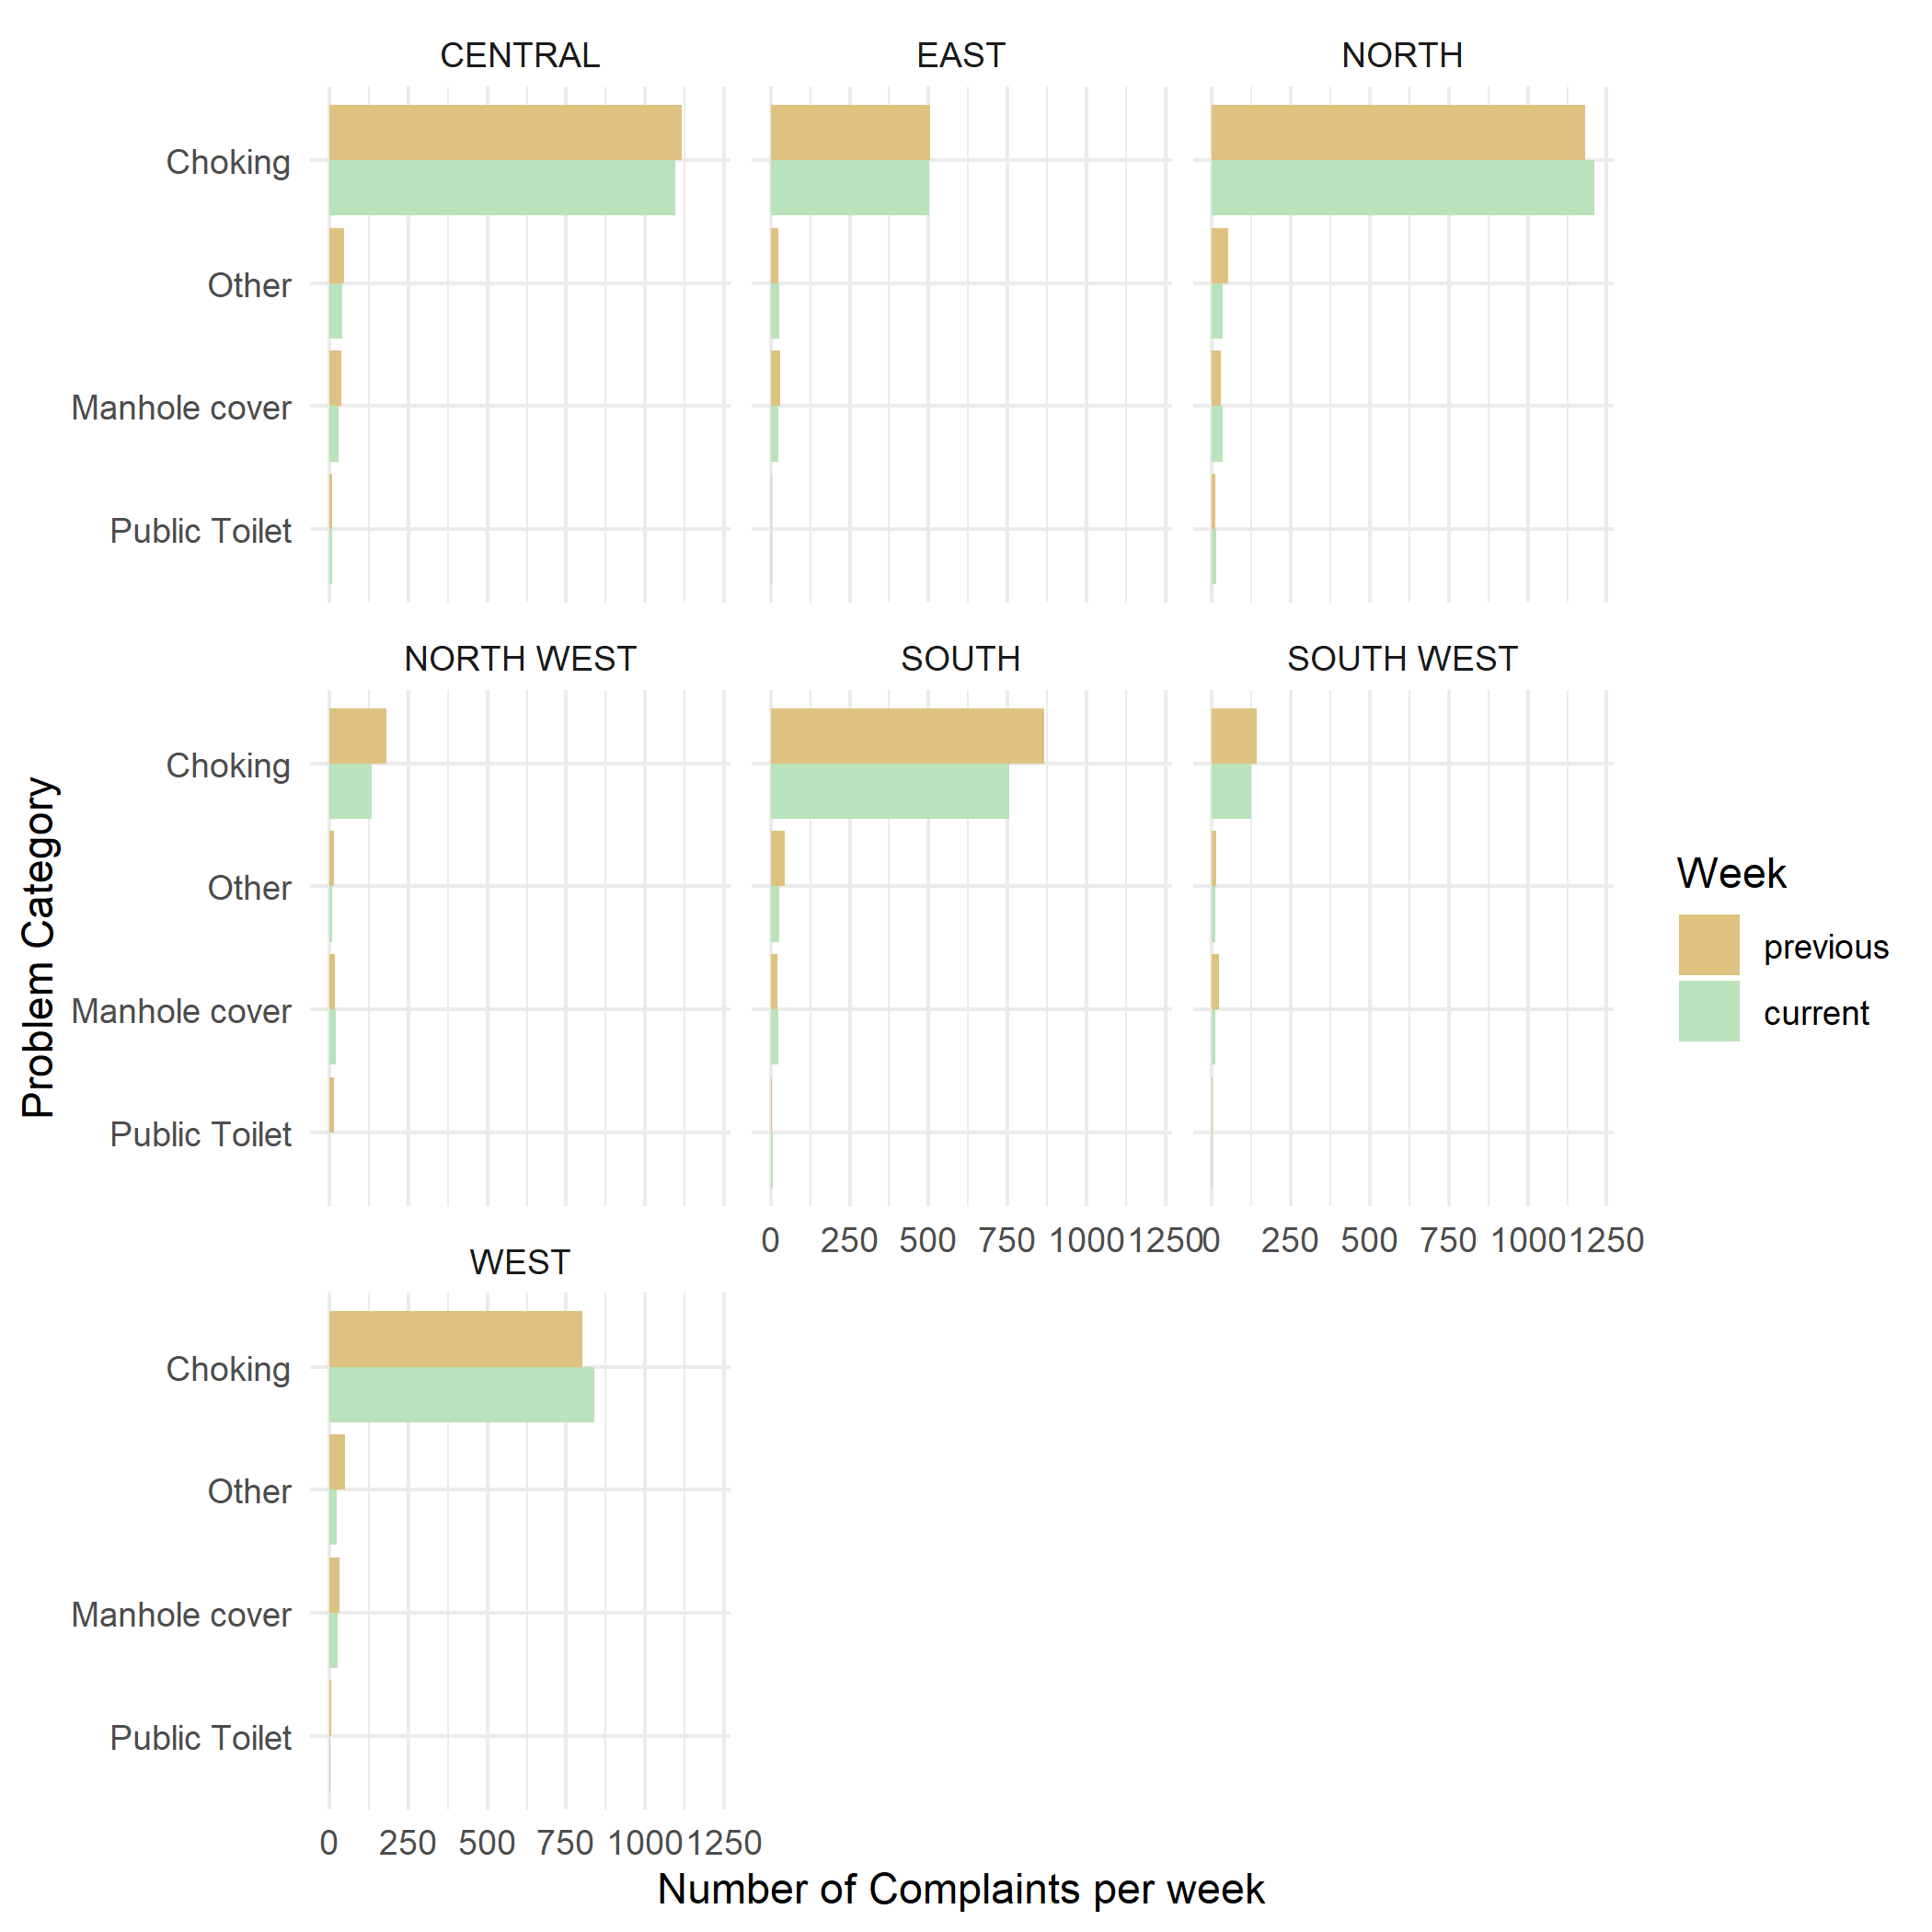 CENTRAL
EAST
NORTH
Choking
Other
Manhole cover
Public Toilet
NORTH WEST
SOUTH
SOUTH WEST
Choking
Other
Manhole cover
Public Toilet
0 250 500 750 1000 1250
0 250 500 750 1000 1250
WEST
Choking
Other
Manhole cover
Public Toilet
0 250 500 750 1000 1250
Number of Complaints per week
Problem Category
Week
previous
current